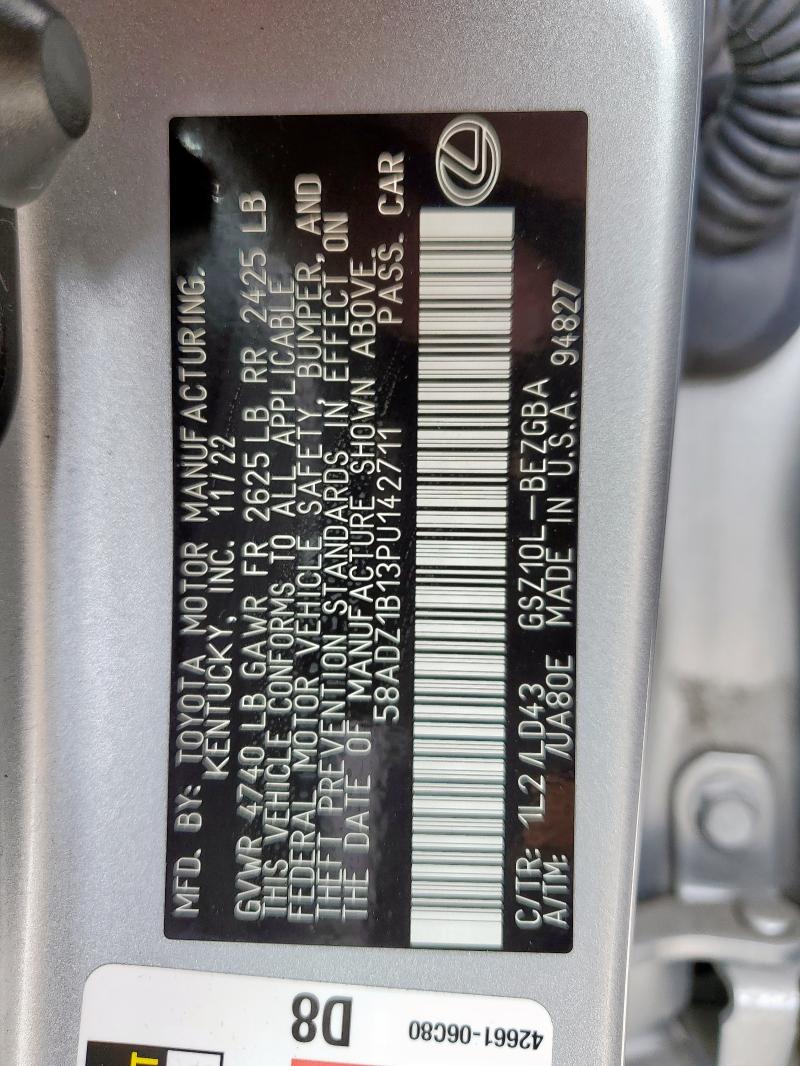 MFD. BY: TOYOTA MOTOR MANUFACTURING,
KENTUCKY, INC. 11/22
GVWR 4740 LB GAWR FR 2625 LB RR 2425 LB
THIS VEHICLE CONFORMS TO ALL APPLICABLE
FEDERAL MOTOR VEHICLE SAFETY, BUMPER, AND
THEFT PREVENTION STANDARDS IN EFFECT ON
THE DATE OF MANUFACTURE SHOWN ABOVE.
58ADZ1B13PU142711 PASS. CAR
C/TR: 1L2/LD43 GSZ10L-BEZGBA
A/TM: /UA80E MADE IN U.S.A. 94827
D8
42661-06C80